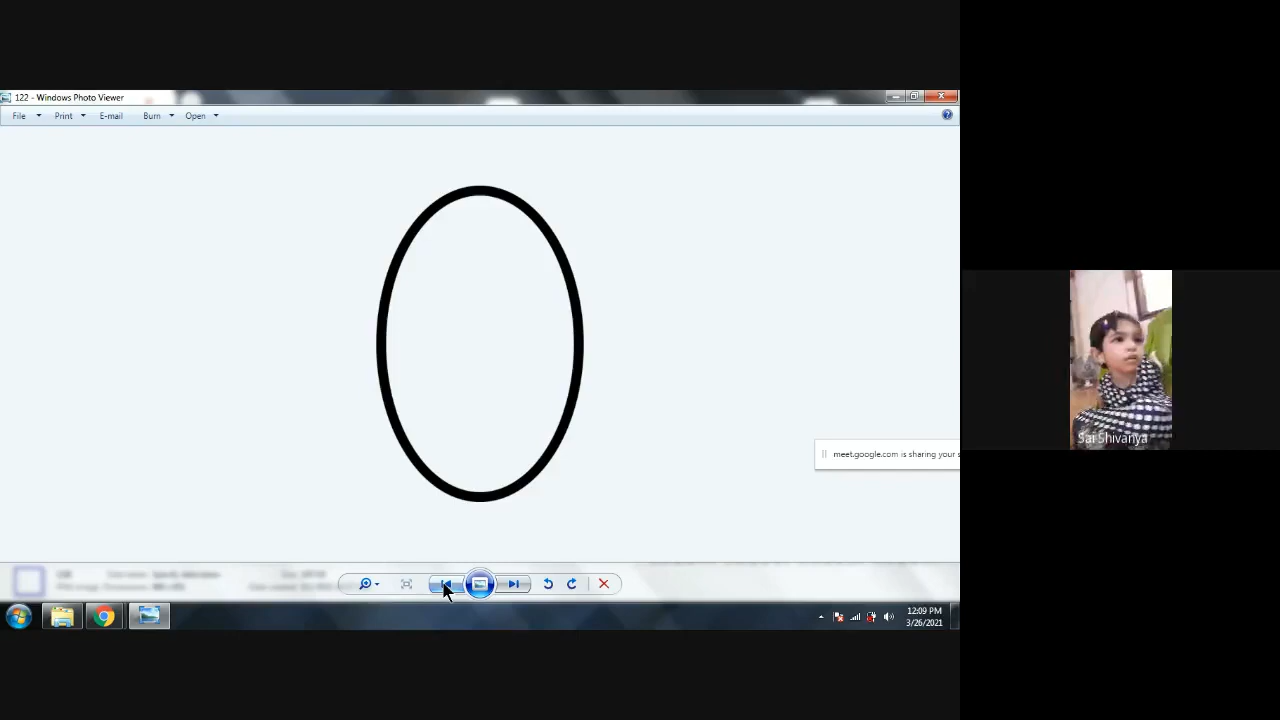 122 - Windows Photo Viewer
File Print E-mail Burn Open
meet.google.com is sharing your s
Sai Shivanya
12:09 PM
3/26/2021